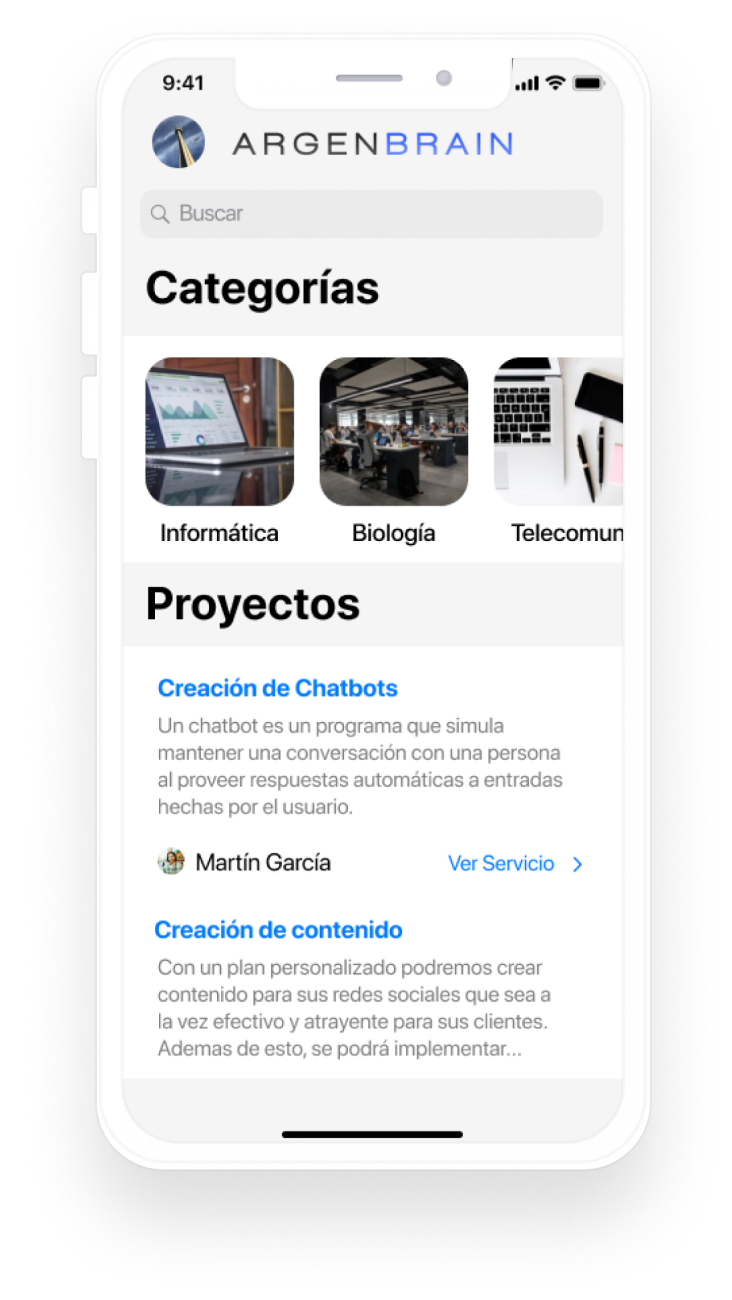 9:41
ARGENBRAIN
Buscar
Categorías
Informática
Biología
Telecomun
Proyectos
Creación de Chatbots
Un chatbot es un programa que simula
mantener una conversación con una persona
al proveer respuestas automáticas a entradas
hechas por el usuario.
Martín García
Ver Servicio
Creación de contenido
Con un plan personalizado podremos crear
contenido para sus redes sociales que sea a
la vez efectivo y atrayente para sus clientes.
Ademas de esto, se podrá implementar...